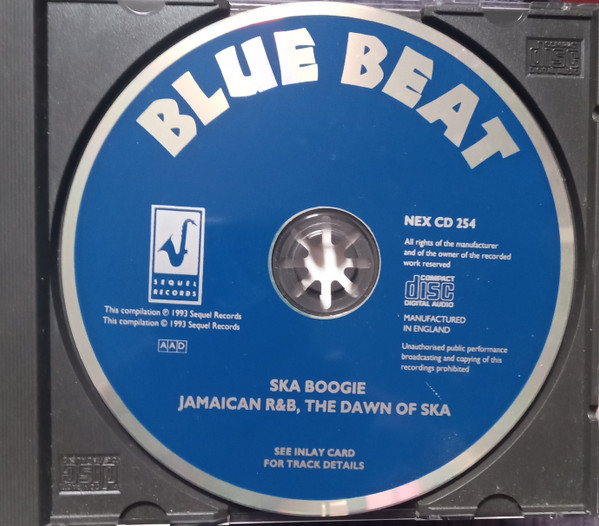 BLUE BEAT
SEQUEL
RECORDS
This compilation ℗ 1993 Sequel Records
This compilation © 1993 Sequel Records
AAD
NEX CD 254
All rights of the manufacturer
and of the owner of the recorded
work reserved
COMPACT
disc
DIGITAL AUDIO
MANUFACTURED
IN ENGLAND
Unauthorised public performance
broadcasting and copying of this
recordings prohibited
SKA BOOGIE
JAMAICAN R&B, THE DAWN OF SKA
SEE INLAY CARD
FOR TRACK DETAILS
COMPACT
disc
disc